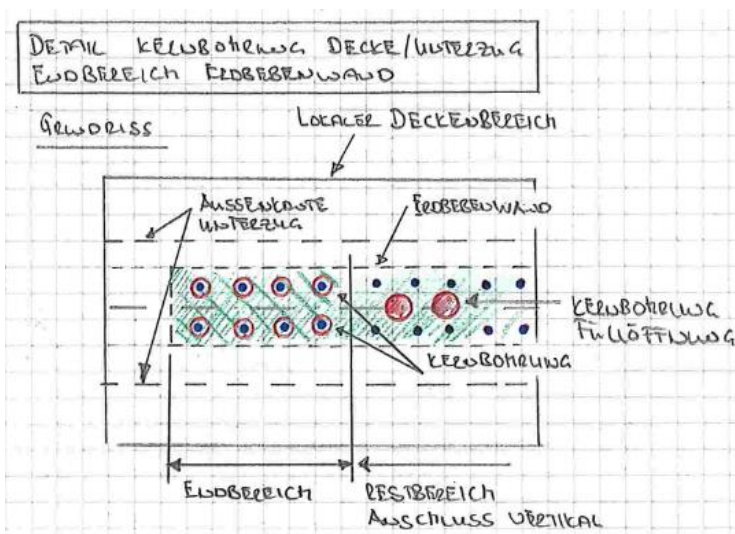 DETAIL KERNBOHRUNG DECKE/UNTERZUG
ENDBEREICH ERDBEBENWAND
GRUNDRISS
LOKALER DECKENBEREICH
AUSSENKANTE
UNTERZUG
ERDBEBENWAND
KERNBOHRUNG
FÜLLÖFFNUNG
KERNBOHRUNG
ENDBEREICH
RESTBEREICH
ANSCHLUSS VERTIKAL